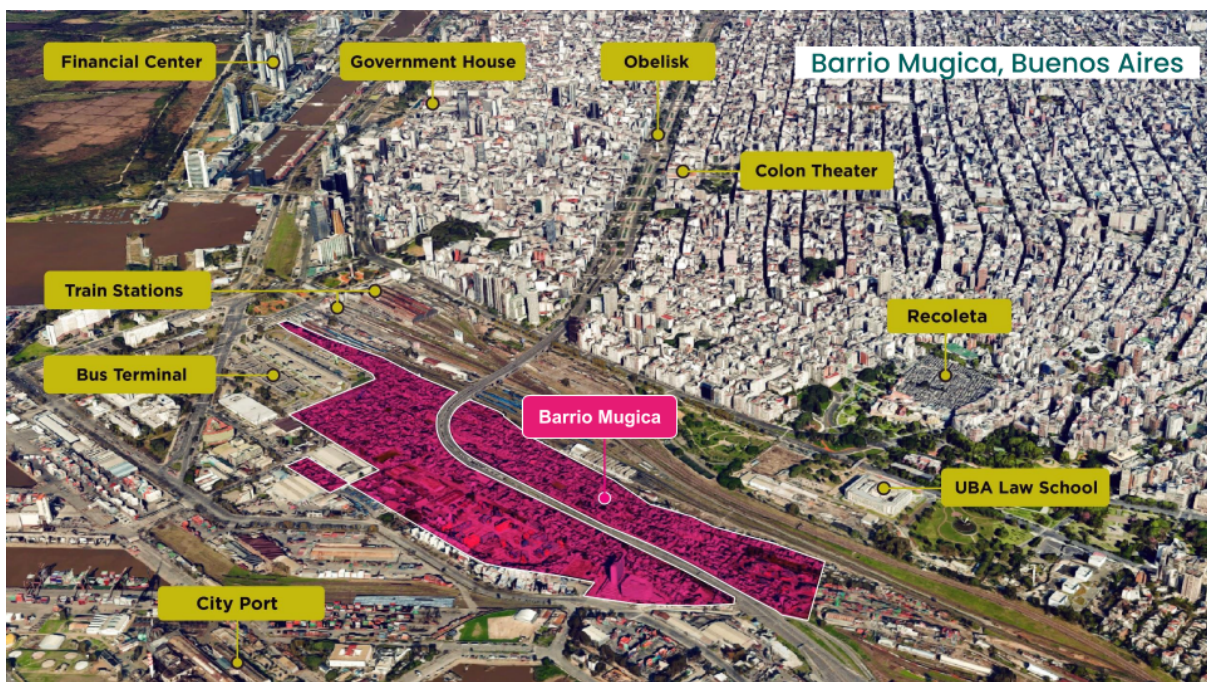 Financial Center
Government House
Obelisk
Barrio Mugica, Buenos Aires
Colon Theater
Train Stations
Recoleta
Bus Terminal
Barrio Mugica
UBA Law School
City Port